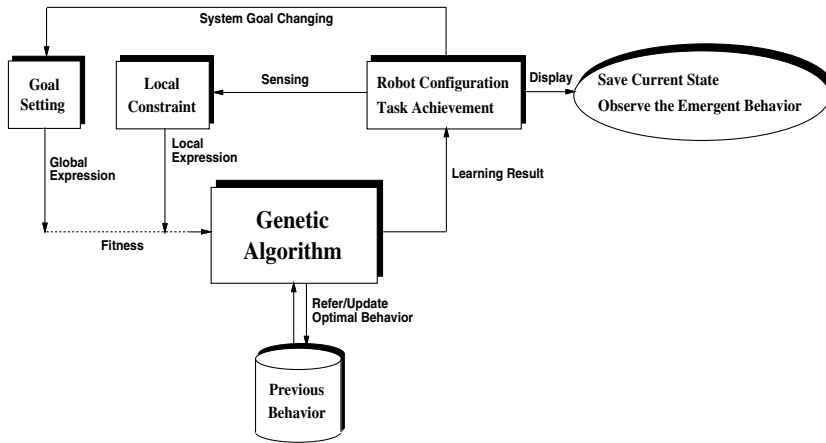 System Goal Changing
Goal
Setting
Local
Constraint
Sensing
Robot Configuration
Task Achievement
Display
Save Current State
Observe the Emergent Behavior
Global
Expression
Local
Expression
Learning Result
Fitness
Genetic
Algorithm
Refer/Update
Optimal Behavior
Previous
Behavior